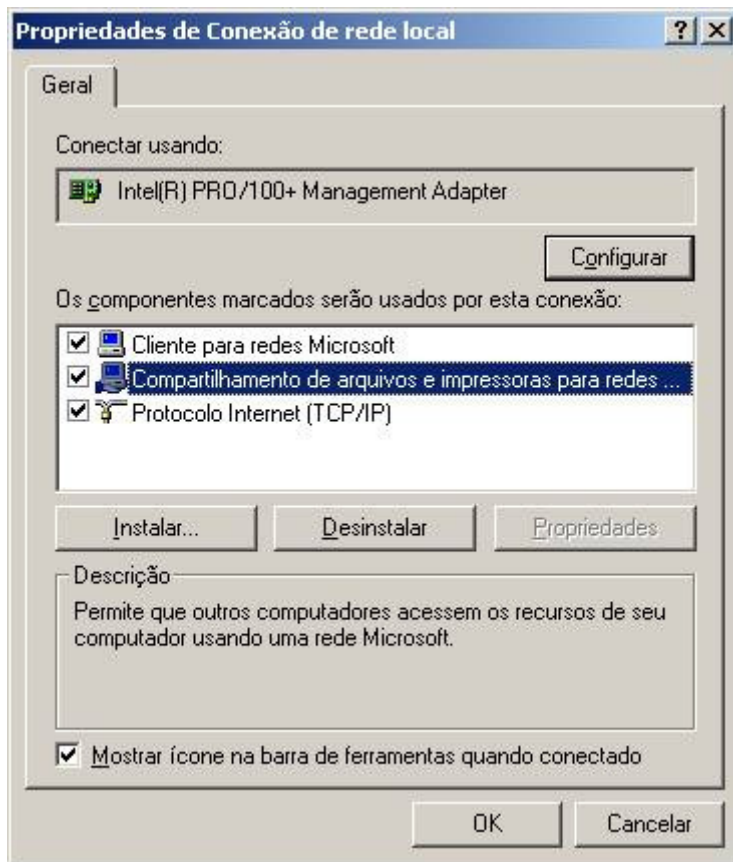 Propriedades de Conexão de rede local
Geral
Conectar usando:
Intel(R) PRO/100+ Management Adapter
Configurar
Os componentes marcados serão usados por esta conexão:
Cliente para redes Microsoft
Compartilhamento de arquivos e impressoras para redes ...
Protocolo Internet (TCP/IP)
Instalar...
Desinstalar
Propriedades
Descrição
Permite que outros computadores acessem os recursos de seu
computador usando uma rede Microsoft.
Mostrar ícone na barra de ferramentas quando conectado
OK
Cancelar